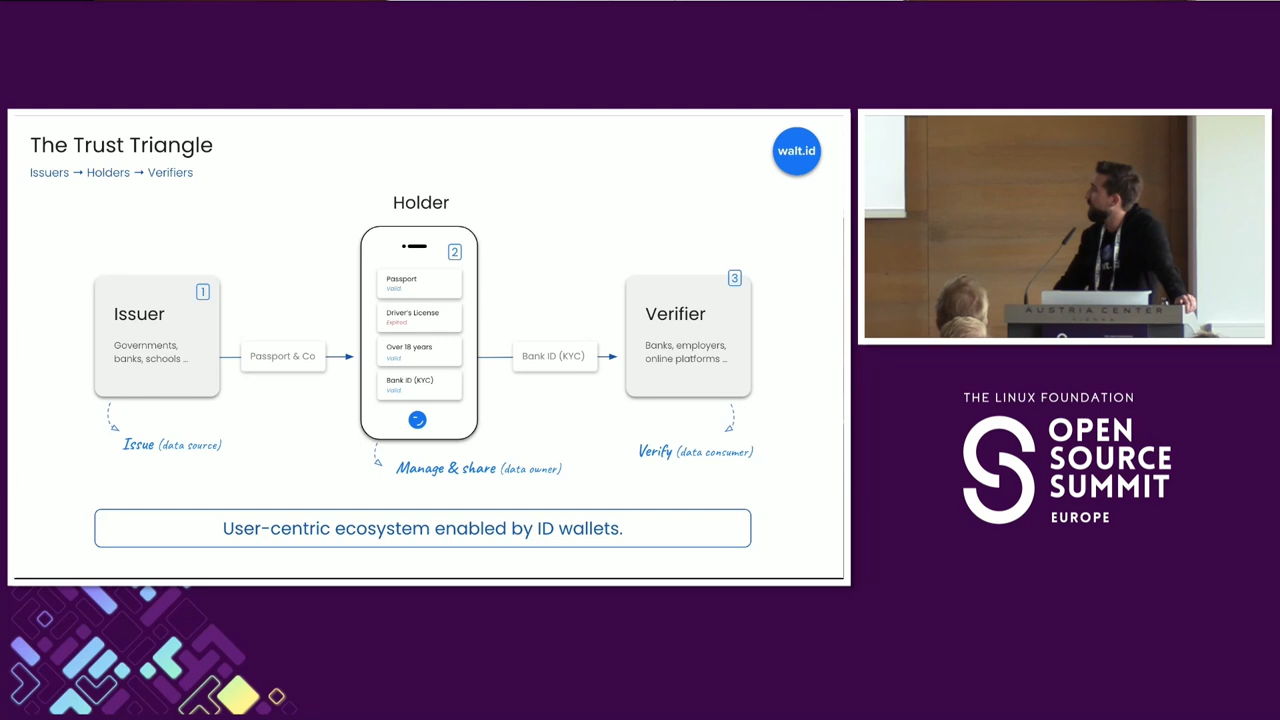 The Trust Triangle
Issuers → Holders → Verifiers
walt.id
Holder
2
Passport
Valid
Driver's License
Expired
Over 18 years
Valid
Bank ID (KYC)
Valid
1
Issuer
Governments,
banks, schools ...
Passport & Co
Bank ID (KYC)
3
Verifier
Banks, employers,
online platforms ...
Issue (data source)
Manage & share (data owner)
Verify (data consumer)
User-centric ecosystem enabled by ID wallets.
AUSTRIA CENTER
THE LINUX FOUNDATION
OPEN
SOURCE
SUMMIT
EUROPE